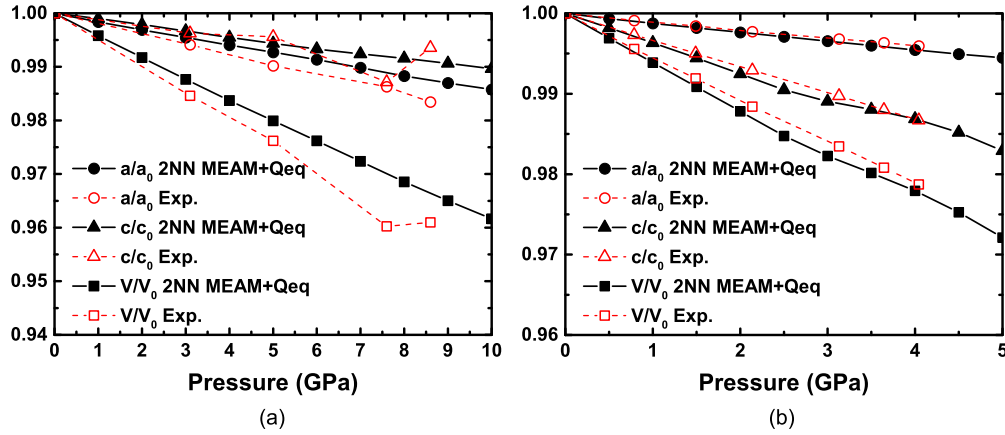 1.00
0.99
0.98
0.97
0.96
0.95
0.94
a/a0 2NN MEAM+Qeq
a/a0 Exp.
c/c0 2NN MEAM+Qeq
c/c0 Exp.
V/V0 2NN MEAM+Qeq
V/V0 Exp.
0 1 2 3 4 5 6 7 8 9 10
Pressure (GPa)
(a)
1.00
0.99
0.98
0.97
0.96
a/a0 2NN MEAM+Qeq
a/a0 Exp.
c/c0 2NN MEAM+Qeq
c/c0 Exp.
V/V0 2NN MEAM+Qeq
V/V0 Exp.
0 1 2 3 4 5
Pressure (GPa)
(b)